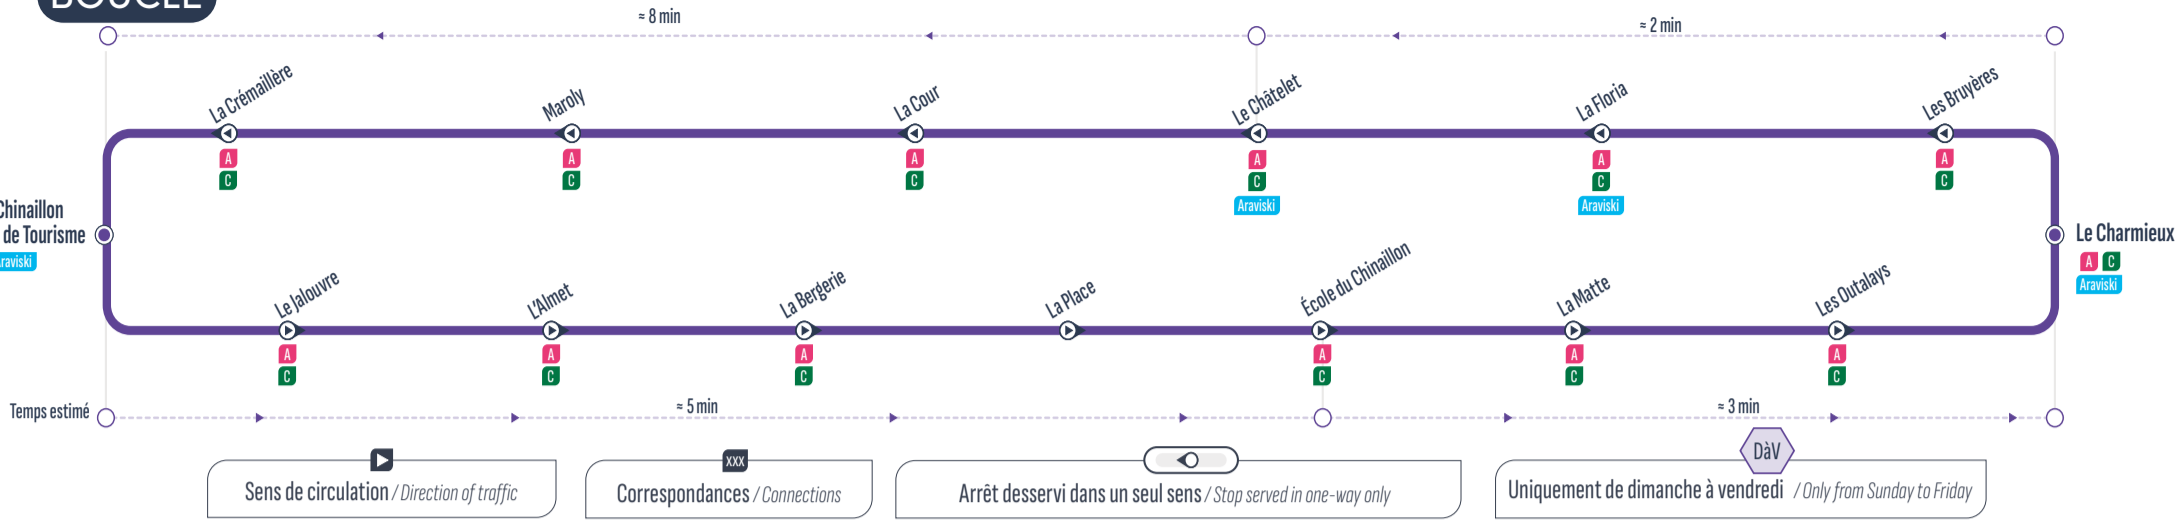 BOUCLE
≈ 8 min
≈ 2 min
La Crémaillère
Maroly
La Cour
Le Châtelet
La Floria
Les Bruyères
A
A
A
A
A
A
C
C
C
C
C
C
Araviski
Araviski
Chinaillon
de Tourisme
raviski
Le Charmieux
A C
Araviski
Le Jalouvre
L'Almet
La Bergerie
La Place
École du Chinaillon
La Matte
Les Outalays
A
A
A
A
A
A
C
C
C
C
C
C
Temps estimé
≈ 5 min
≈ 3 min
XXX
DàV
Sens de circulation / Direction of traffic
Correspondances / Connections
Arrêt desservi dans un seul sens / Stop served in one-way only
Uniquement de dimanche à vendredi / Only from Sunday to Friday